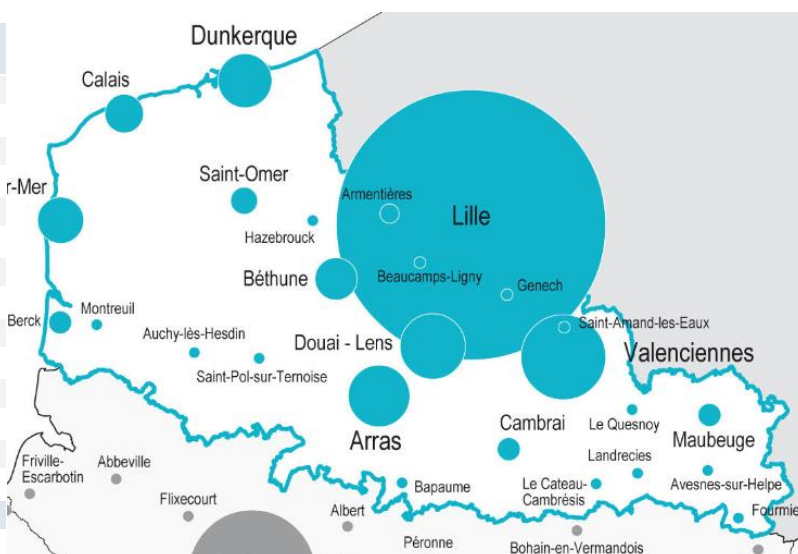 Dunkerque
Calais
Saint-Omer
r-Mer
Armentières
Lille
Hazebrouck
Béthune
Beaucamps-Ligny
Genech
Berck
Montreuil
Auchy-lès-Hesdin
Douai - Lens
Saint-Amand-les-Eaux
Saint-Pol-sur-Ternoise
Valenciennes
Arras
Cambrai
Le Quesnoy
Maubeuge
Landrecies
Friville-
Escarbotin
Abbeville
Bapaume
Le Cateau-
Cambrésis
Avesnes-sur-Helpe
Flixecourt
Albert
Fourmie
Péronne
Bohain-en-Vermandois